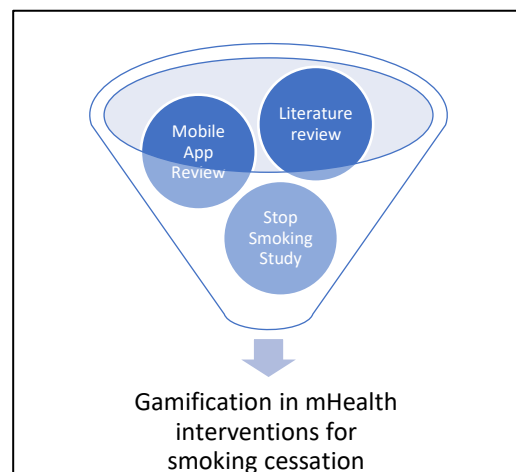 Literature
review
Mobile
App
Review
Stop
Smoking
Study
Gamification in mHealth
interventions for
smoking cessation